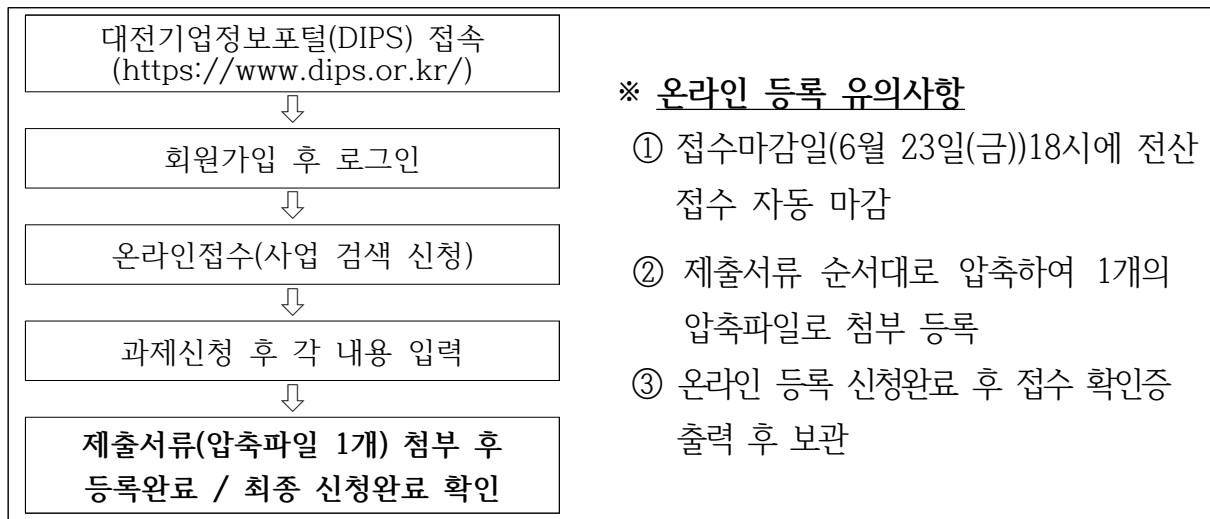 대전기업정보포털(DIPS) 접속
(https://www.dips.or.kr/)
⇩
회원가입 후 로그인
⇩
온라인접수(사업 검색 신청)
⇩
과제신청 후 각 내용 입력
⇩
제출서류(압축파일 1개) 첨부 후
등록완료 / 최종 신청완료 확인
※ 온라인 등록 유의사항
① 접수마감일(6월 23일(금))18시에 전산
접수 자동 마감
② 제출서류 순서대로 압축하여 1개의
압축파일로 첨부 등록
③ 온라인 등록 신청완료 후 접수 확인증
출력 후 보관